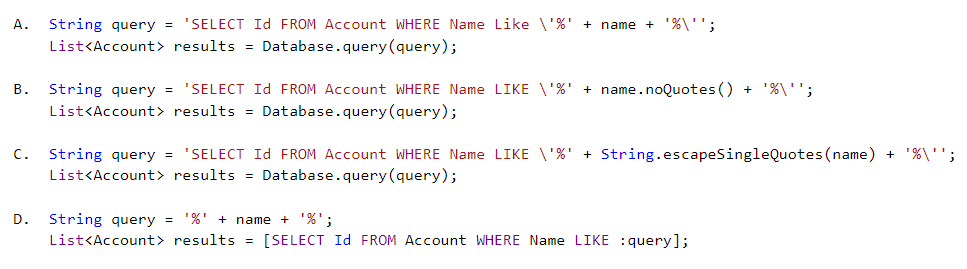 A. String query = 'SELECT Id FROM Account WHERE Name Like \'%' + name + '%\'';
List<Account> results = Database.query(query);
B. String query = 'SELECT Id FROM Account WHERE Name LIKE \'%' + name.noQuotes() + '%\'';
List<Account> results = Database.query(query);
C. String query = 'SELECT Id FROM Account WHERE Name LIKE \'%' + String.escapeSingleQuotes(name) + '%\'';
List<Account> results = Database.query(query);
D. String query = '%' + name + '%';
List<Account> results = [SELECT Id FROM Account WHERE Name LIKE :query];